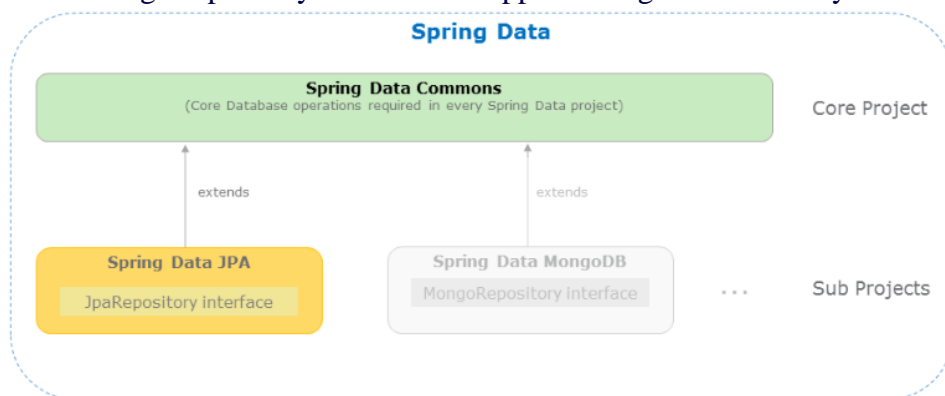 Spring Data
Spring Data Commons
(Core Database operations required in every Spring Data project)
Core Project
extends
extends
Spring Data JPA
JpaRepository interface
Spring Data MongoDB
MongoRepository interface
...
Sub Projects